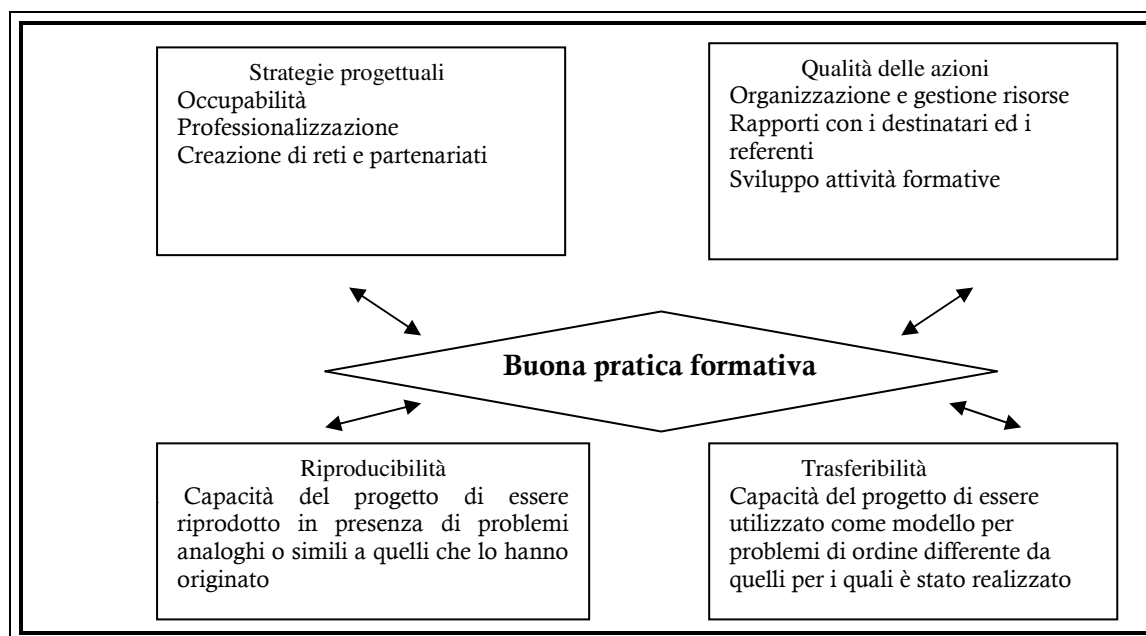 Strategie progettuali
Occupabilità
Professionalizzazione
Creazione di reti e partenariati
Qualità delle azioni
Organizzazione e gestione risorse
Rapporti con i destinatari ed i
referenti
Sviluppo attività formative
Buona pratica formativa
Riproducibilità
Capacità del progetto di essere
riprodotto in presenza di problemi
analoghi o simili a quelli che lo hanno
originato
Trasferibilità
Capacità del progetto di essere
utilizzato come modello per
problemi di ordine differente da
quelli per i quali è stato realizzato